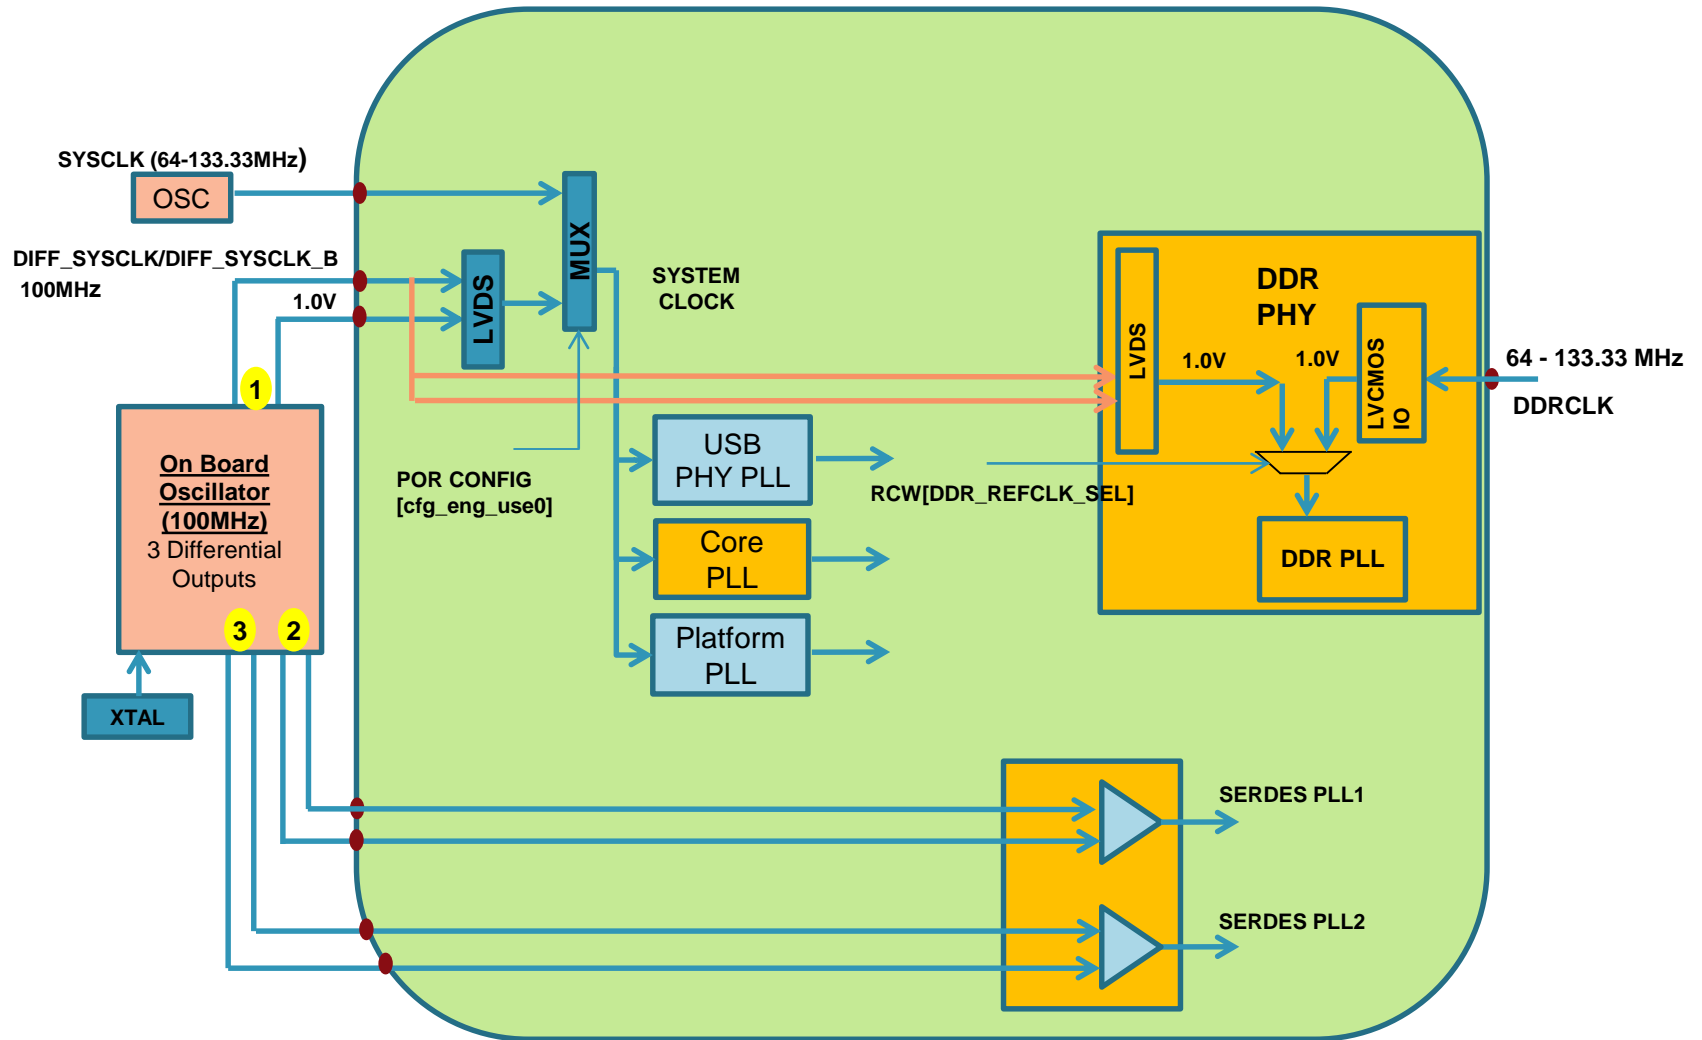 SYSCLK (64-133.33MHz)
OSC
DIFF_SYSCLK/DIFF_SYSCLK_B
100MHz
1.0V
LVDS
MUX
SYSTEM
CLOCK
DDR
PHY
LVDS
1.0V
1.0V
LVCMOS
IO
64 - 133.33 MHz
DDRCLK
1
On Board
Oscillator
(100MHz)
3 Differential
Outputs
3
2
XTAL
POR CONFIG
[cfg_eng_use0]
USB
PHY PLL
RCW[DDR_REFCLK_SEL]
Core
PLL
DDR PLL
Platform
PLL
SERDES PLL1
SERDES PLL2